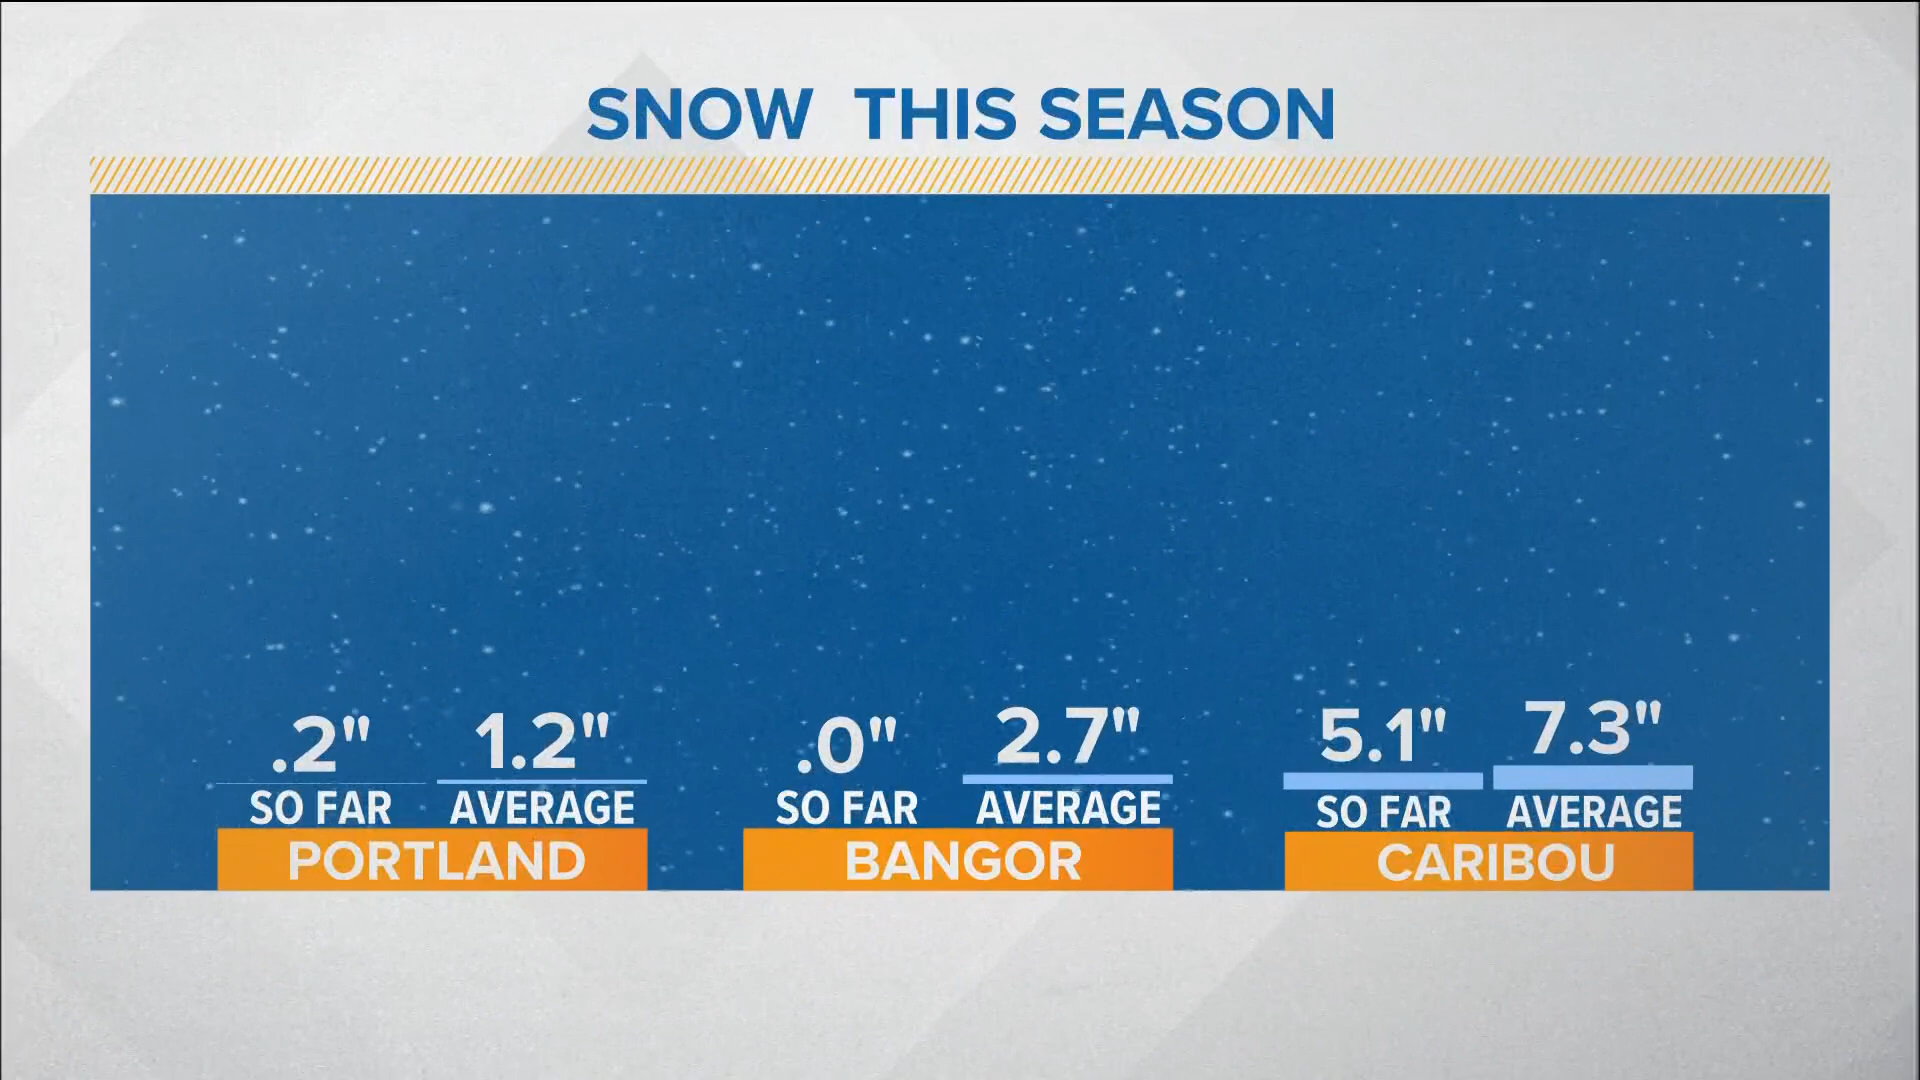 SNOW THIS SEASON
.2" 1.2" .0" 2.7" 5.1" 7.3"
SO FAR AVERAGE SO FAR AVERAGE SO FAR AVERAGE
PORTLAND BANGOR CARIBOU